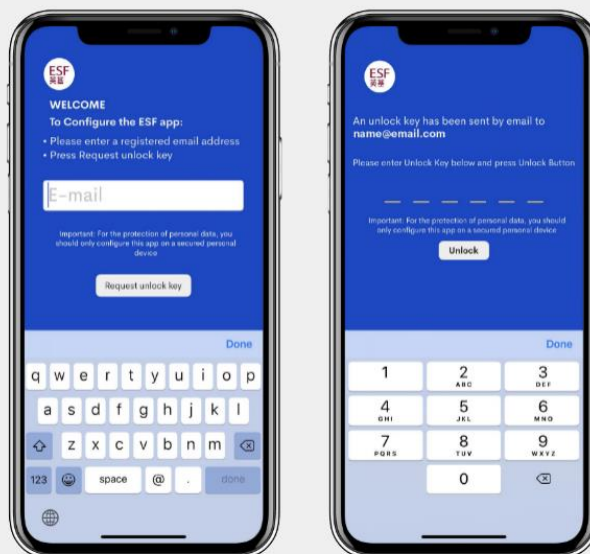 ESF
英基
WELCOME
To Configure the ESF app:
• Please enter a registered email address
• Press Request unlock key
E-mail
Important: For the protection of personal data, you
should only configure this app on a secured personal
device
Request unlock key
Done
q w e r t y u i o p
a s d f g h j k l
z x c v b n m
123 space @ . done
ESF
英基
An unlock key has been sent by email to
name@email.com
Please enter Unlock Key below and press Unlock Button
Important: For the protection of personal data, you should
only configure this app on a secured personal device
Unlock
Done
1 2 3
ABC DEF
4 5 6
GHI JKL MNO
7 8 9
PQRS TUV WXYZ
0